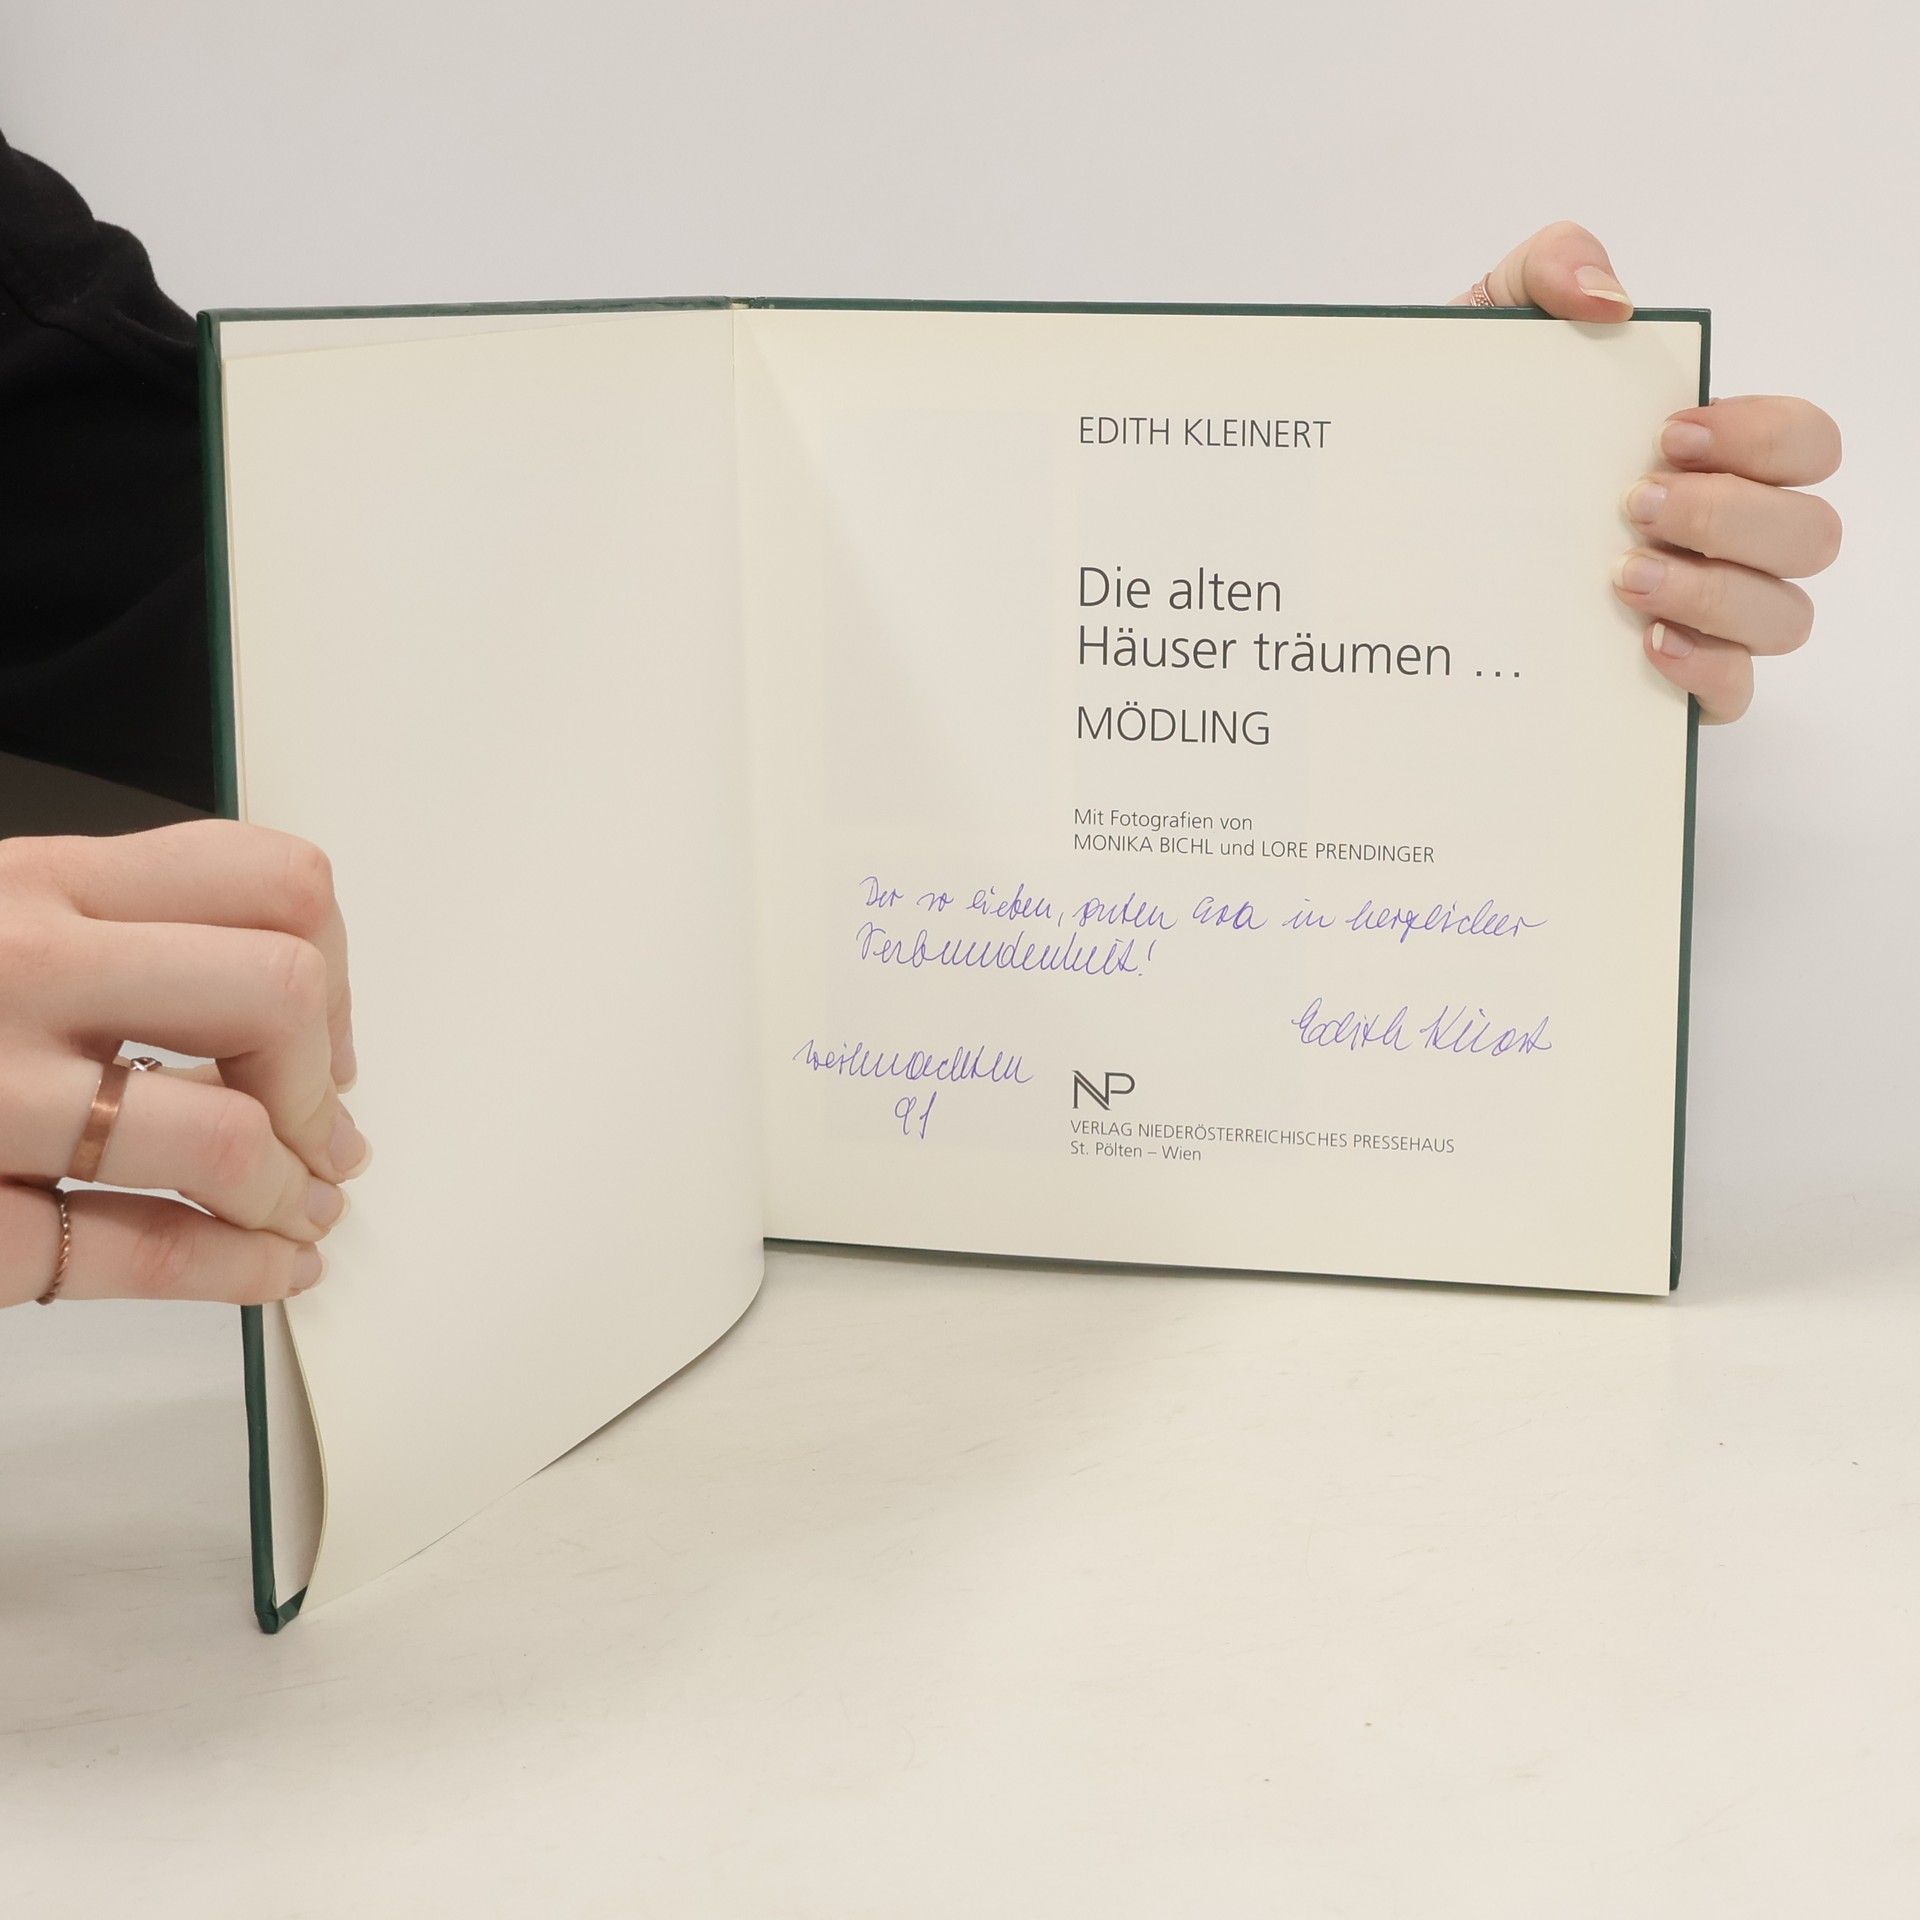 EDITH KLEINERT
Die alten
Häuser träumen ...
MÖDLING
Mit Fotografien von
MONIKA BICHL und LORE PRENDINGER
Der so lieben, guten in herzlicher
Verbundenheit!
Edith
Weihnachten
91
NP
VERLAG NIEDERÖSTERREICHISCHES PRESSEHAUS
St. Pölten – Wien